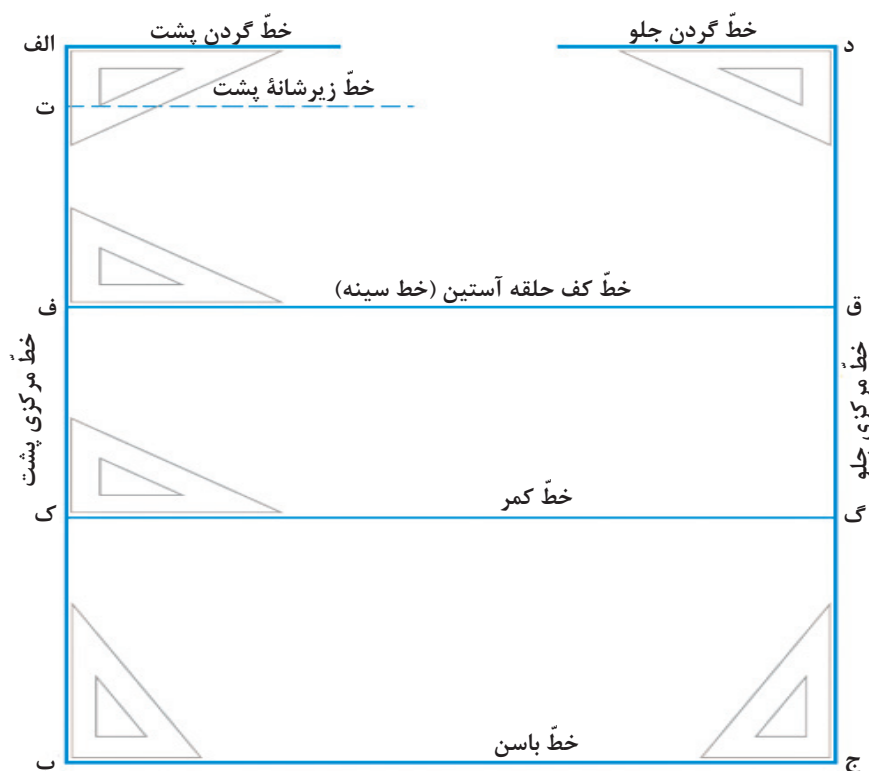 خطّ گردن جلو
خطّ گردن پشت
د
الف
خطّ زیرشانهٔ پشت
ت
خطّ کف حلقه آستین (خط سینه)
ق
ف
خطّ مرکزی جلو
خطّ مرکزی پشت
خطّ کمر
گ
ک
خطّ باسن
ج
ب